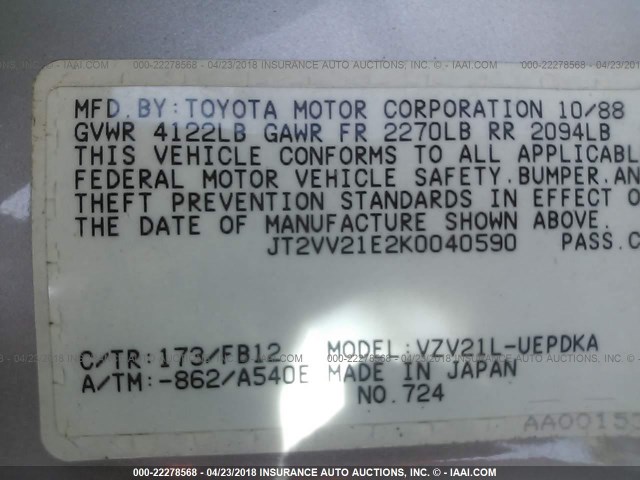 000-22278568 - 04/23/2018 INSURANCE AUTO AUCTIONS, INC. - IAAI.COM
MFD.BY:TOYOTA MOTOR CORPORATION 10/88
GVWR 4122LB GAWR FR 2270LB RR 2094LB
THIS VEHICLE CONFORMS TO ALL APPLICABL
FEDERAL MOTOR VEHICLE SAFETY.BUMPER.AN
THEFT PREVENTION STANDARDS IN EFFECT O
THE DATE OF MANUFACTURE SHOWN ABOVE.
JT2VV21E2K0040590 PASS.C
C/TR:173/FB12 MODEL:VZV21L-UEPDKA
A/TM:-862/A540E MADE IN JAPAN
NO.724
AA00153
000-22278568 - 04/23/2018 - INSURANCE AUTO AUCTIONS, INC. - IAAI.COM